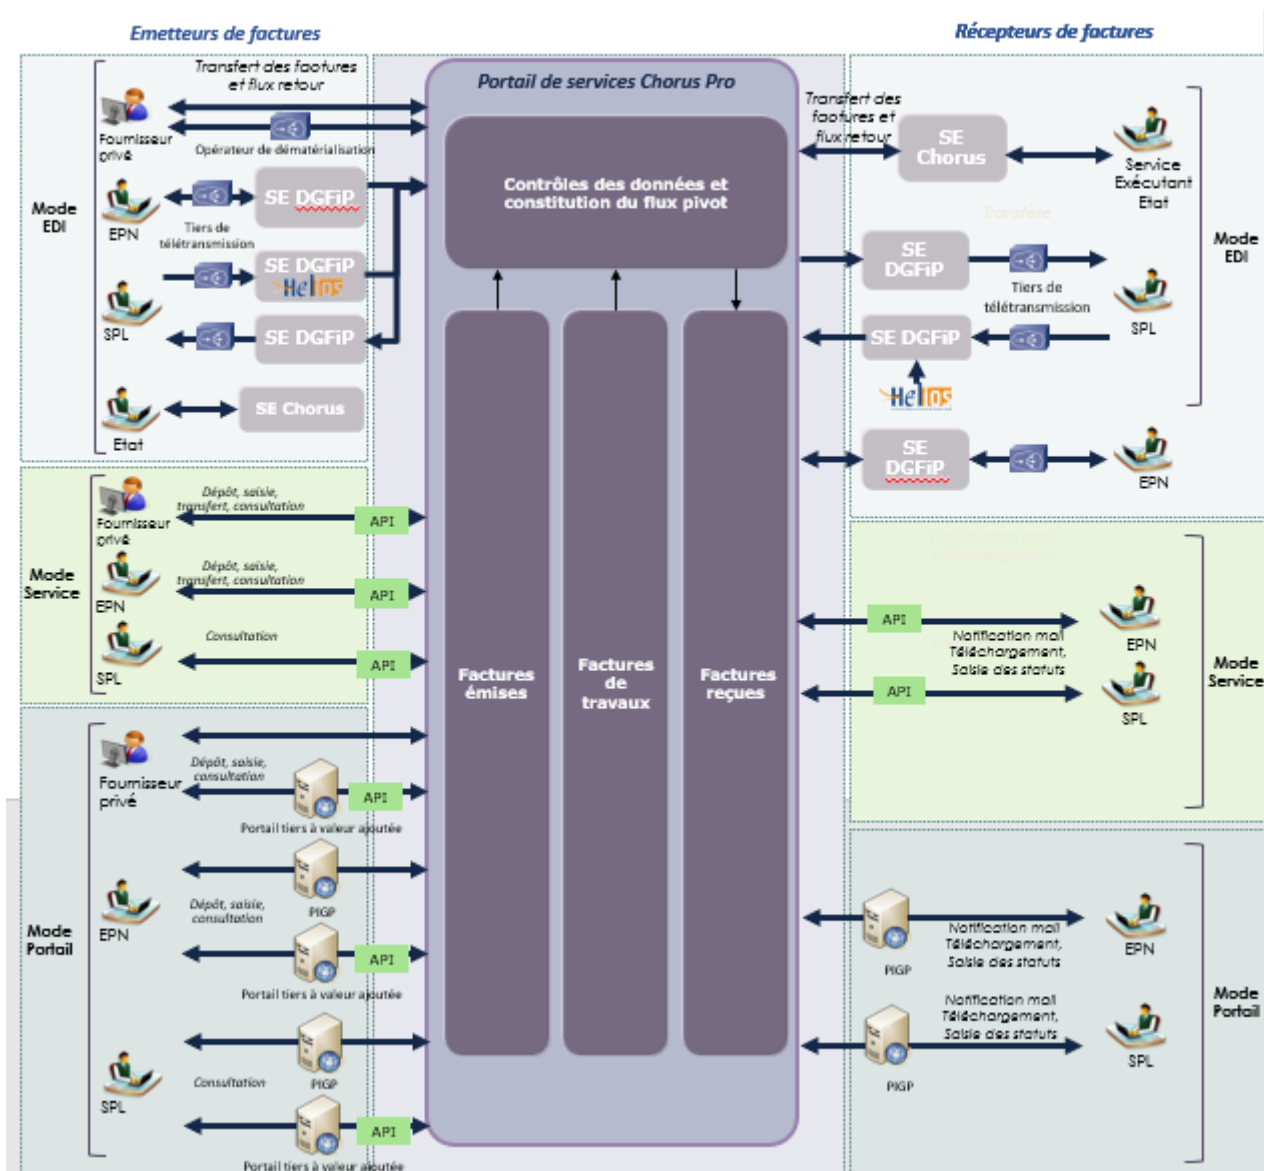 Emetteurs de factures
Récepteurs de factures
Mode
EDI
Transfert des factures
et flux retour
Fournisseur
privé
Opérateur de dématérialisation
EPN
SE DGFiP
Tiers de
télétransmission
SE DGFiP
Helios
SPL
SE DGFiP
Etat
SE Chorus
Mode
Service
Fournisseur
privé
Dépôt, saisie,
transfert, consultation
API
EPN
Dépôt, saisie,
transfert, consultation
API
SPL
Consultation
API
Mode
Portail
Fournisseur
privé
Dépôt, saisie,
consultation
API
Portail tiers à valeur ajoutée
EPN
Dépôt, saisie,
consultation
PIGP
API
Portail tiers à valeur ajoutée
SPL
Consultation
PIGP
API
Portail tiers à valeur ajoutée
Portail de services Chorus Pro
Contrôles des données et
constitution du flux pivot
Factures
émises
Factures
de
travaux
Factures
reçues
Transfert des
factures et
flux retour
SE
Chorus
Service
Exécutant
Etat
Transfère
SE
DGFiP
Tiers de
télétransmission
SPL
SE DGFiP
Helios
SE
DGFiP
EPN
Mode
EDI
Notification mail,
Téléchargement
API
Notification mail
Téléchargement,
Saisie des statuts
EPN
API
SPL
Mode
Service
PIGP
Notification mail
Téléchargement,
Saisie des statuts
EPN
Notification mail
Téléchargement,
Saisie des statuts
PIGP
SPL
Mode
Portail